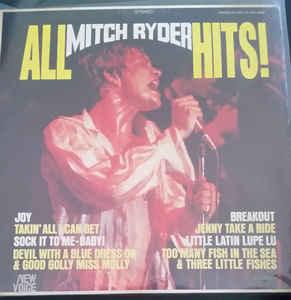 STEREO
ALL MITCH RYDER HITS!
JOY
TAKIN' ALL I CAN GET
SOCK IT TO ME-BABY!
DEVIL WITH A BLUE DRESS ON
& GOOD GOLLY MISS MOLLY
BREAKOUT
JENNY TAKE A RIDE
LITTLE LATIN LUPE LU
TOO MANY FISH IN THE SEA
& THREE LITTLE FISHES
NEW
VOICE